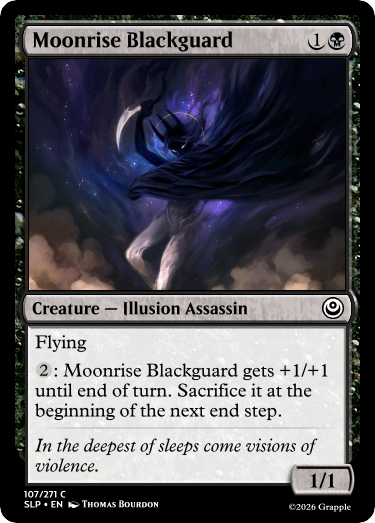 Moonrise Blackguard 1
Creature — Illusion Assassin
Flying
2: Moonrise Blackguard gets +1/+1
until end of turn. Sacrifice it at the
beginning of the next end step.
In the deepest of sleeps come visions of
violence.
1/1
107/271 C
SLP • EN Thomas Bourdon
©2026 Grapple